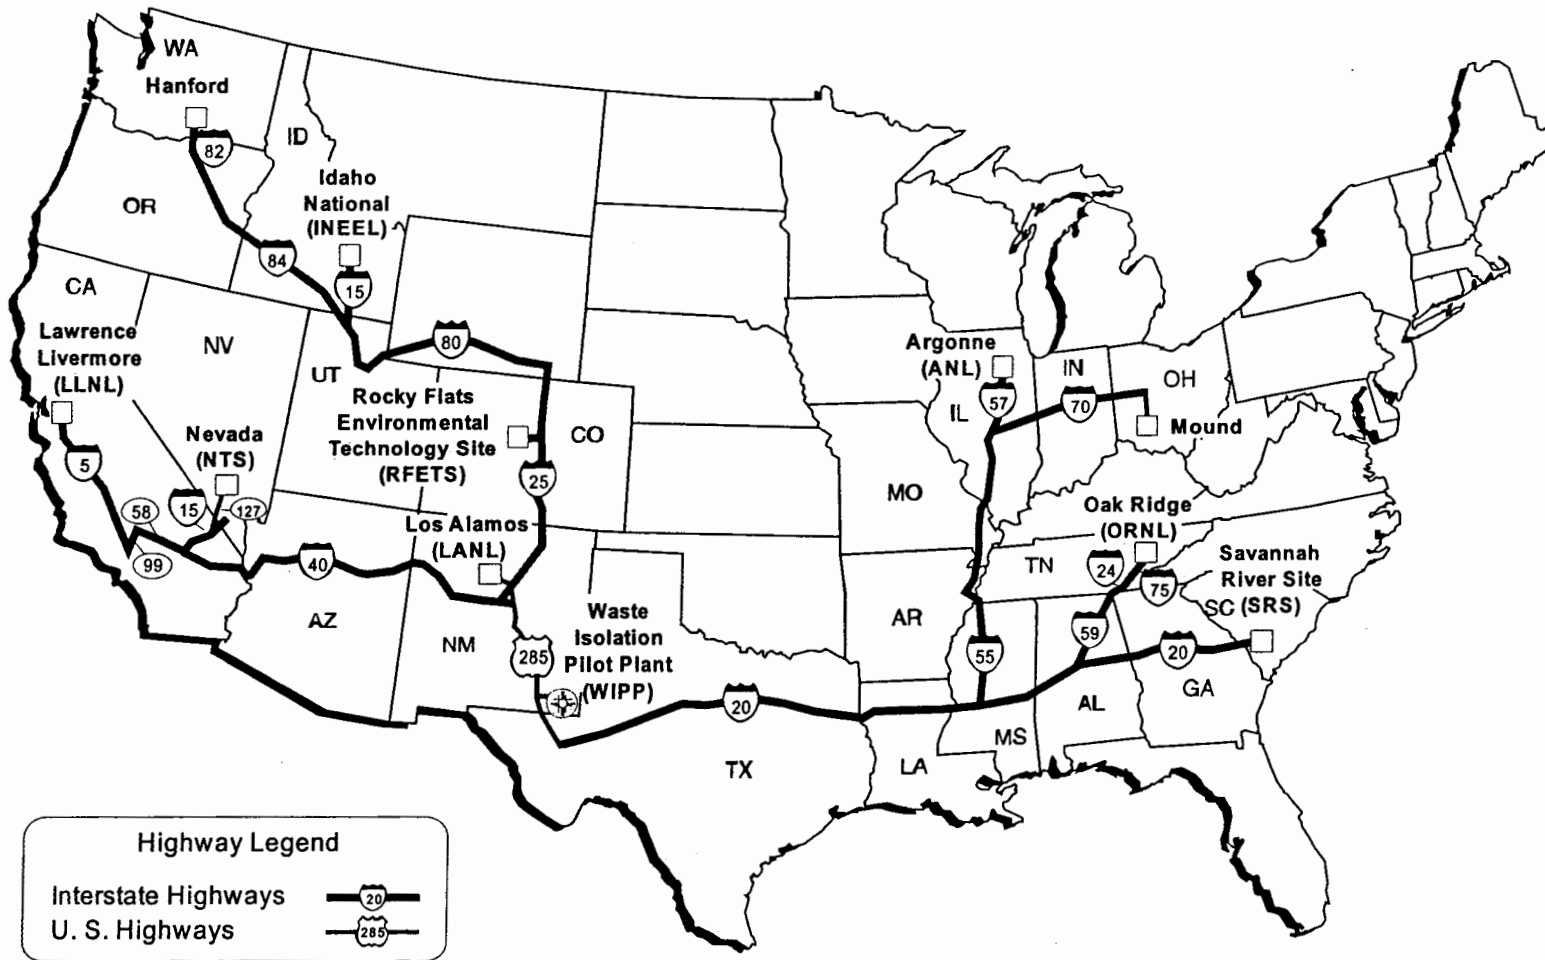 WA
Hanford
82
ID
Idaho
National
(INEEL)
OR
84
15
CA
Lawrence
Livermore
(LLNL)
NV
UT
80
Rocky Flats
Environmental
Technology Site
(RFETS)
CO
Argonne
(ANL)
IN
OH
IL
57
70
Mound
5
Nevada
(NTS)
15
127
58
99
25
MO
Los Alamos
(LANL)
40
Oak Ridge
(ORNL)
TN
24
75
Savannah
River Site
SC (SRS)
AZ
NM
Waste
Isolation
Pilot Plant
(WIPP)
285
AR
59
55
20
20
GA
AL
MS
TX
LA
Highway Legend
Interstate Highways
20
U. S. Highways
285